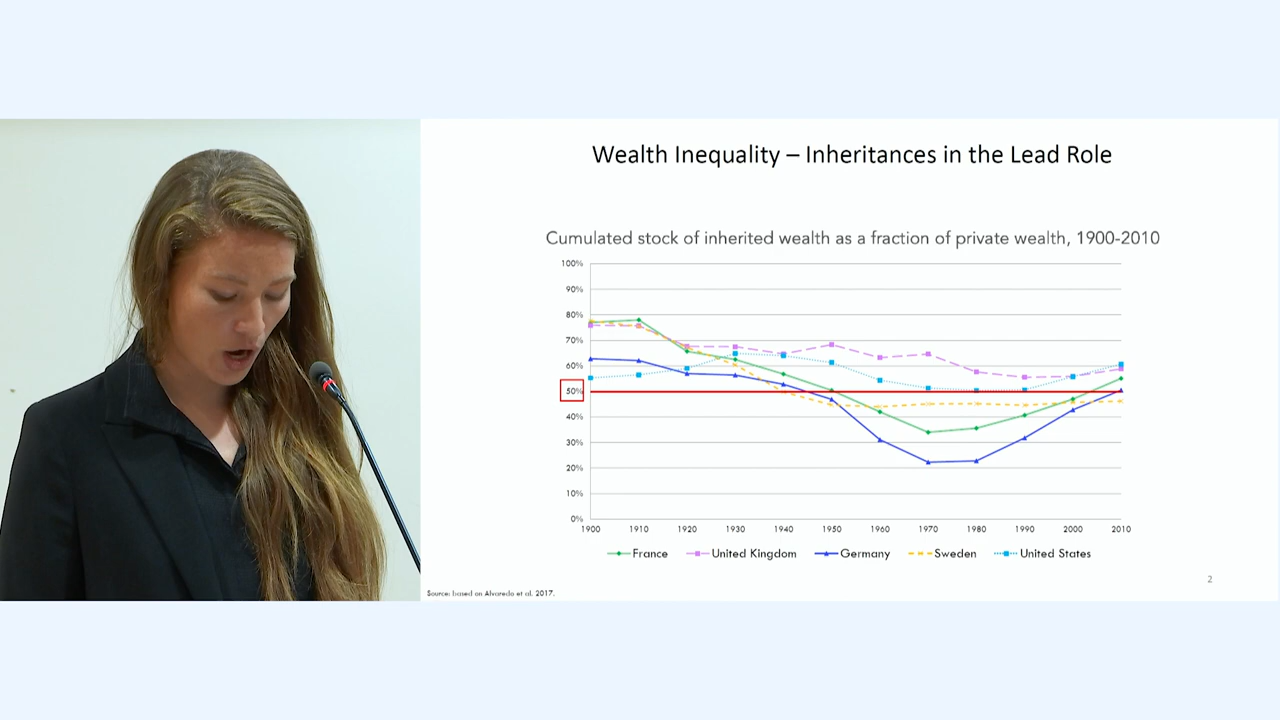 Wealth Inequality – Inheritances in the Lead Role
Cumulated stock of inherited wealth as a fraction of private wealth, 1900-2010
100%
90%
80%
70%
60%
50%
40%
30%
20%
10%
0%
1900 1910 1920 1930 1940 1950 1960 1970 1980 1990 2000 2010
France United Kingdom Germany Sweden United States
2
Source: based on Alvaredo et al. 2017.